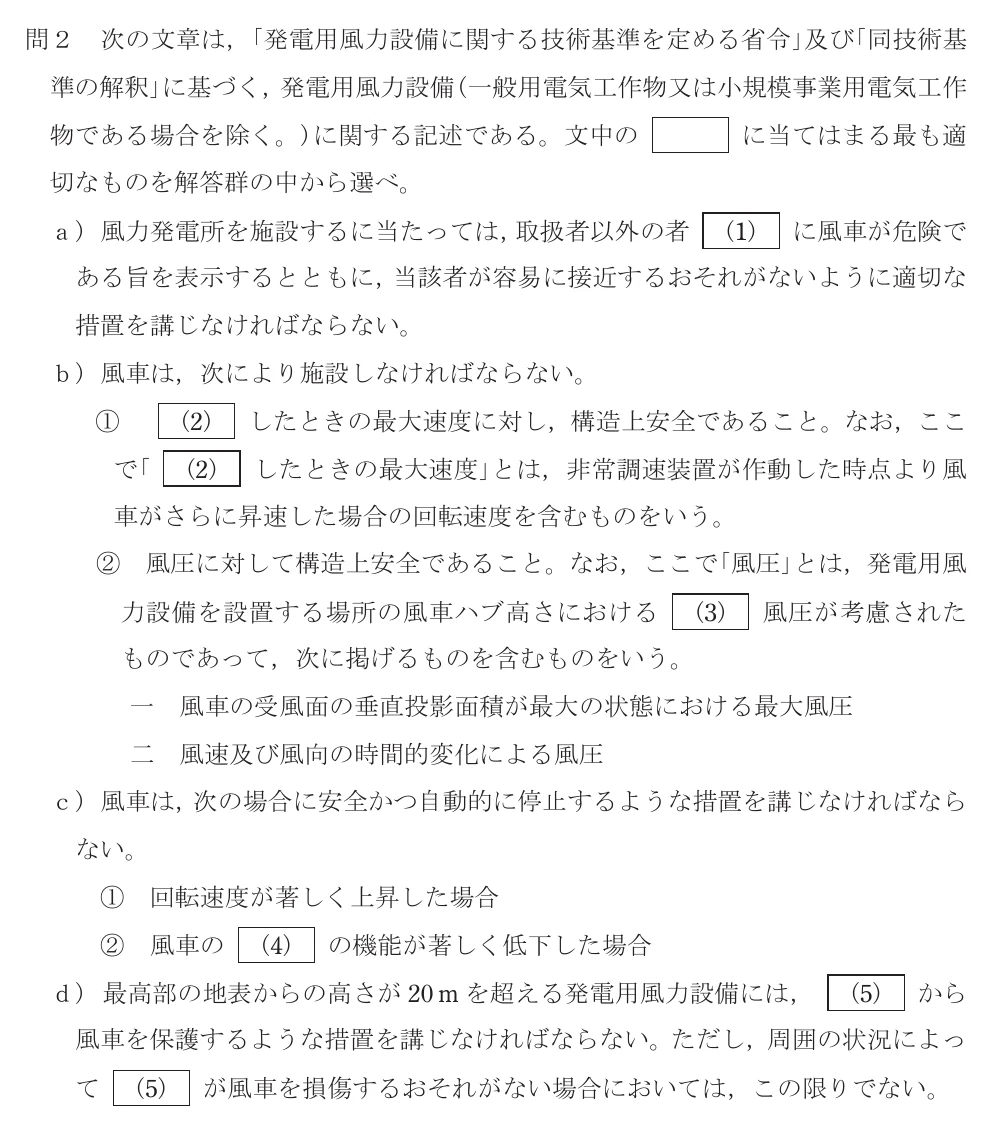 問２　次の文章は，「発電用風力設備に関する技術基準を定める省令」及び「同技術基
準の解釈」に基づく，発電用風力設備（一般用電気工作物又は小規模事業用電気工作
物である場合を除く。）に関する記述である。文中の　　　に当てはまる最も適
切なものを解答群の中から選べ。
ａ）風力発電所を施設するに当たっては，取扱者以外の者 (1) に風車が危険で
ある旨を表示するとともに，当該者が容易に接近するおそれがないように適切な
措置を講じなければならない。
ｂ）風車は，次により施設しなければならない。
①　(2) したときの最大速度に対し，構造上安全であること。なお，ここ
で「 (2) したときの最大速度」とは，非常調速装置が作動した時点より風
車がさらに昇速した場合の回転速度を含むものをいう。
②　風圧に対して構造上安全であること。なお，ここで「風圧」とは，発電用風
力設備を設置する場所の風車ハブ高さにおける (3) 風圧が考慮された
ものであって，次に掲げるものを含むものをいう。
一　風車の受風面の垂直投影面積が最大の状態における最大風圧
二　風速及び風向の時間的変化による風圧
ｃ）風車は，次の場合に安全かつ自動的に停止するような措置を講じなければなら
ない。
①　回転速度が著しく上昇した場合
②　風車の (4) の機能が著しく低下した場合
ｄ）最高部の地表からの高さが 20 m を超える発電用風力設備には， (5) から
風車を保護するような措置を講じなければならない。ただし，周囲の状況によっ
て (5) が風車を損傷するおそれがない場合においては，この限りでない。